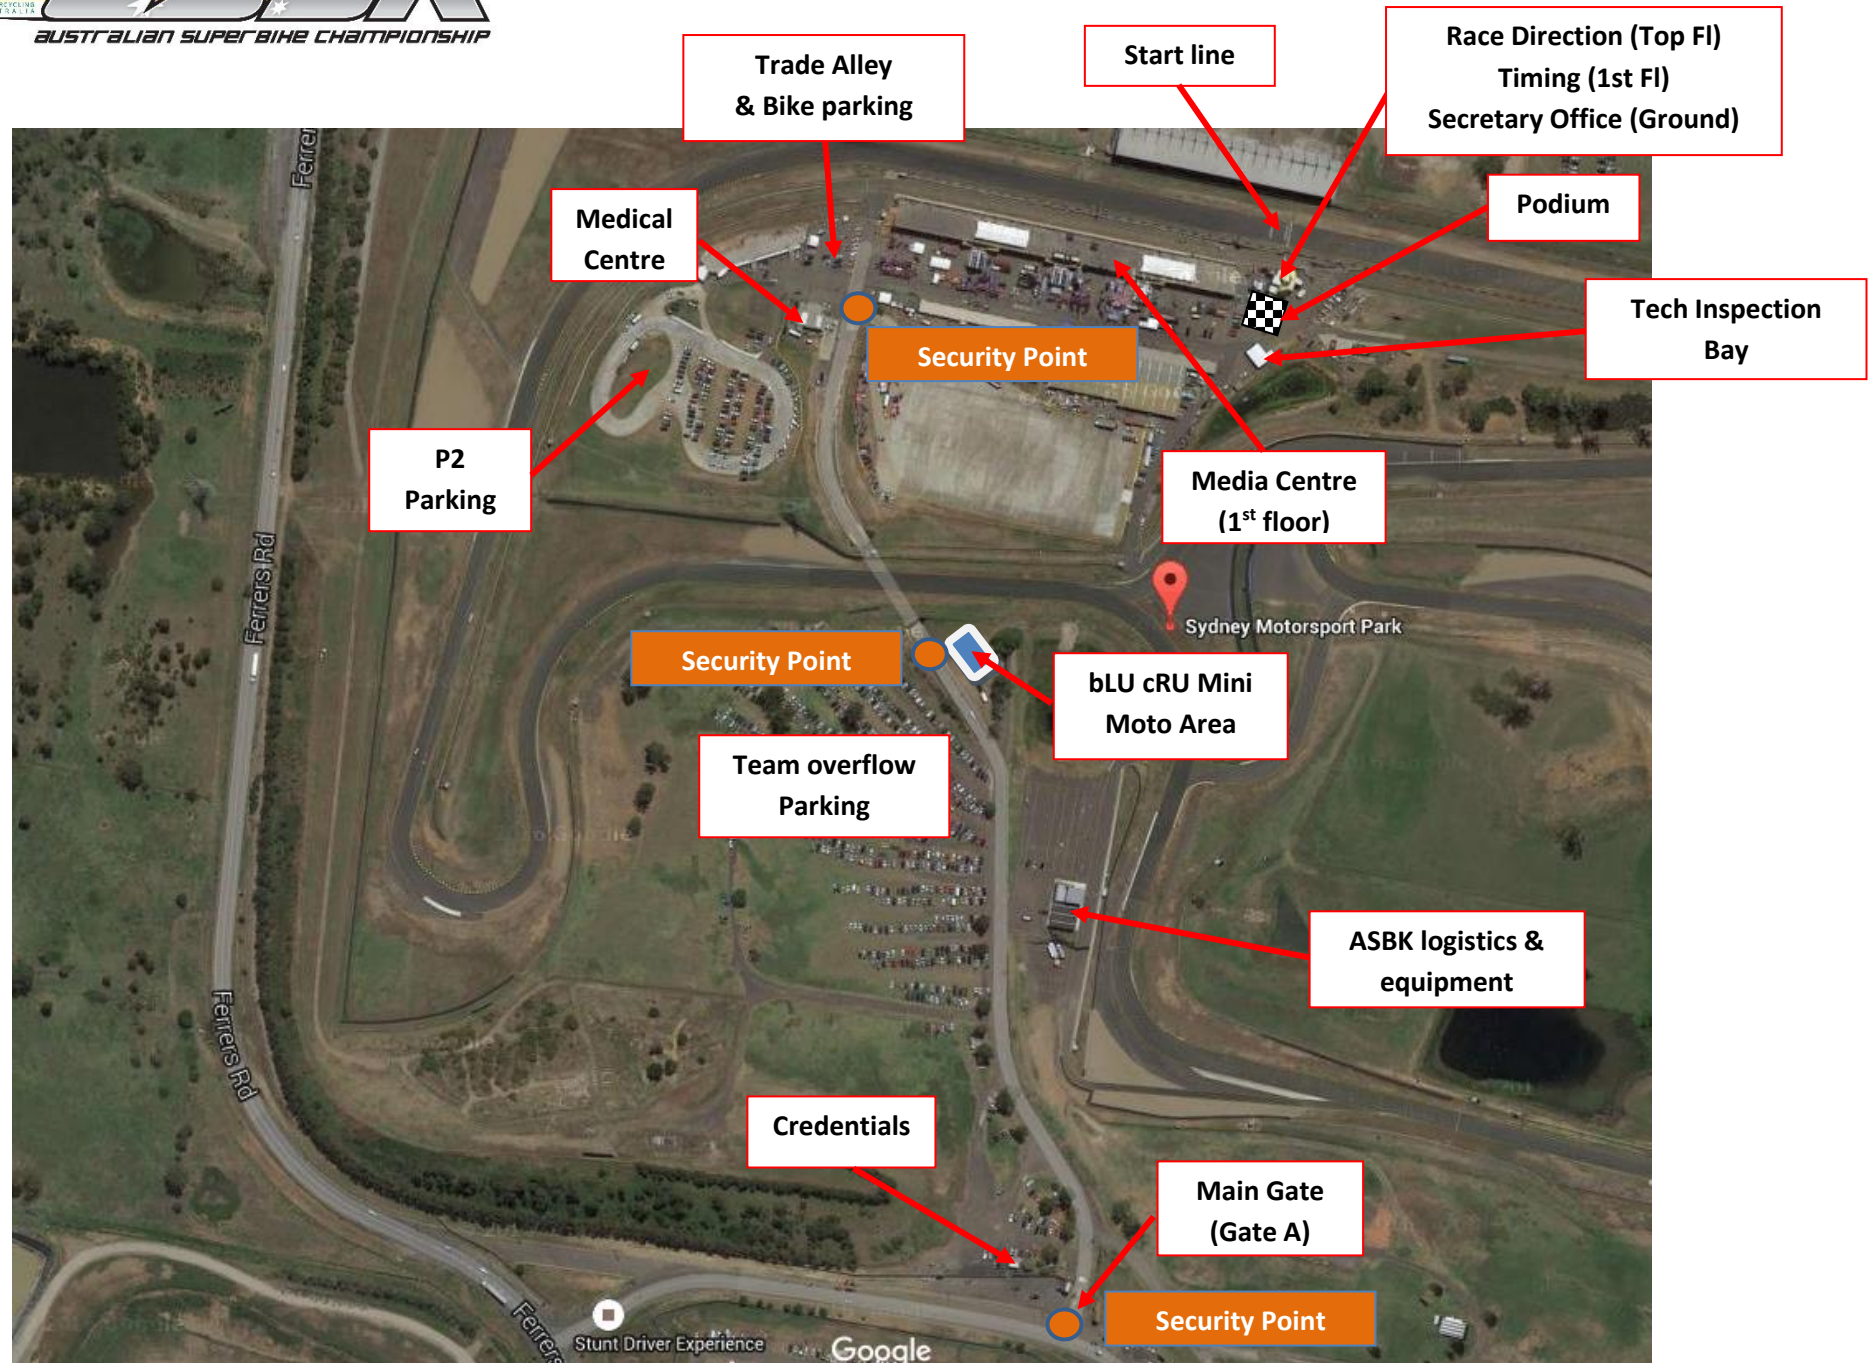 AUSTRALIAN SUPERBIKE CHAMPIONSHIP
Trade Alley
& Bike parking
Start line
Race Direction (Top Fl)
Timing (1st Fl)
Secretary Office (Ground)
Medical
Centre
Podium
Tech Inspection
Bay
Security Point
P2
Parking
Media Centre
(1st floor)
Ferrers Rd
Sydney Motorsport Park
Security Point
bLU cRU Mini
Moto Area
Team overflow
Parking
ASBK logistics &
equipment
Ferrers Rd
Credentials
Main Gate
(Gate A)
Security Point
Stunt Driver Experience
Ferrers
Google